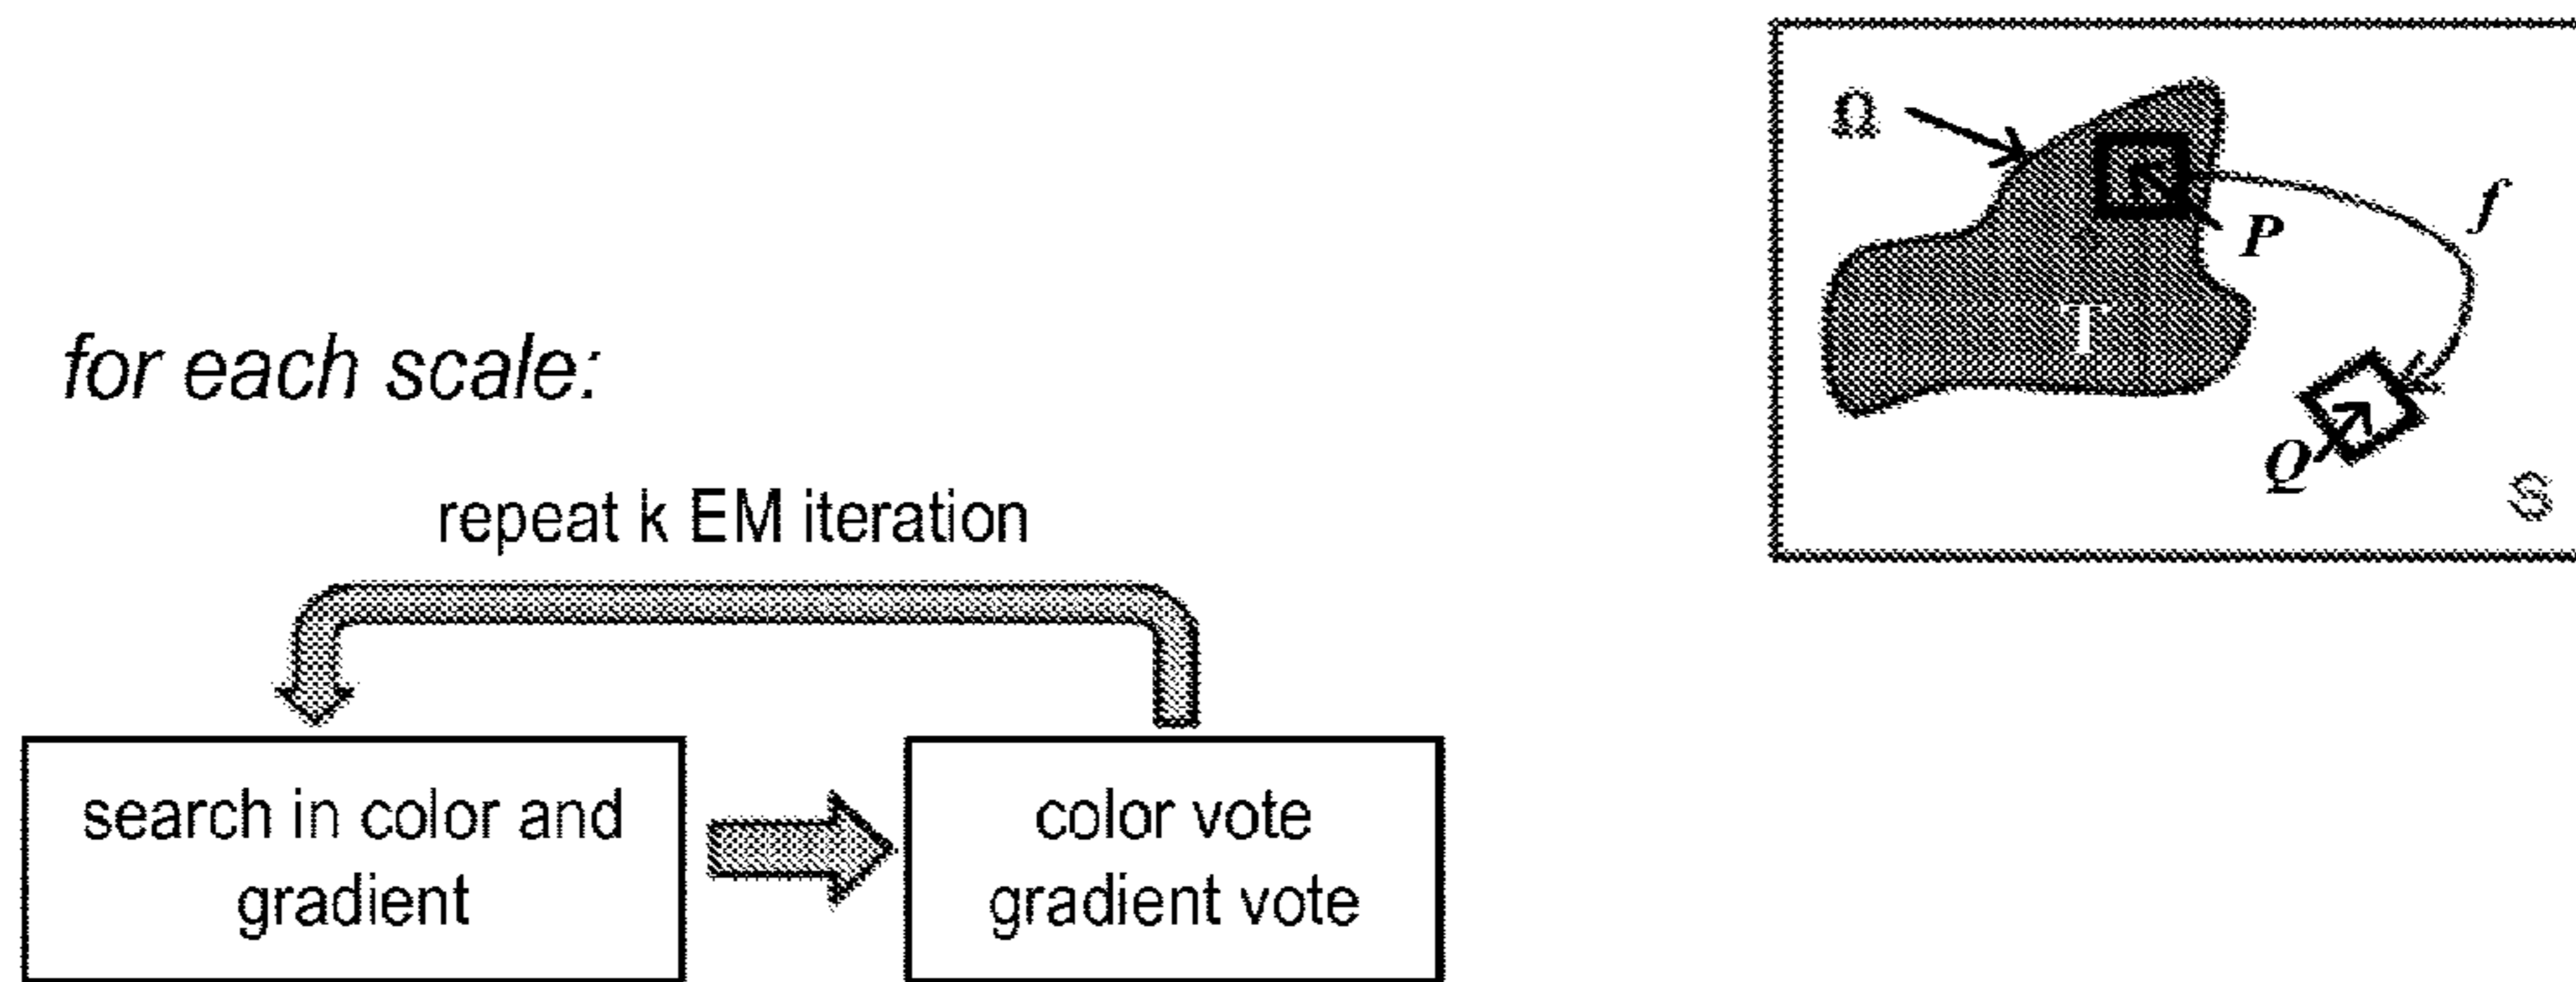 for each scale:
repeat k EM iteration
search in color and
gradient
color vote
gradient vote
Ω
f
P
T
Q
S